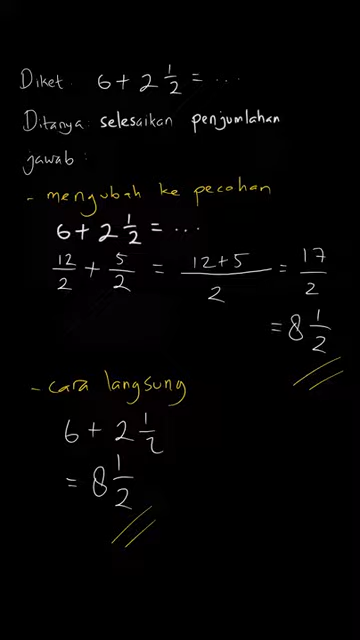 Diket: 6 + 2 1/2 = ...
Ditanya: selesaikan penjumlahan
jawab:
- mengubah ke pecahan
6 + 2 1/2 = ...
12/2 + 5/2 = 12+5/2 = 17/2
= 8 1/2
- cara langsung
6 + 2 1/2
= 8 1/2